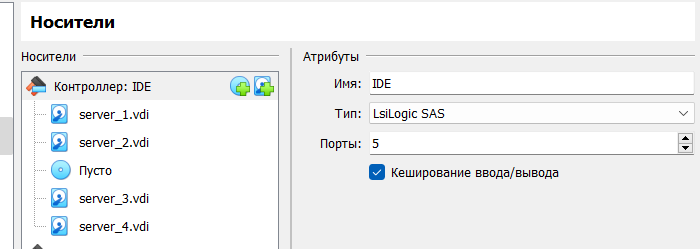 Носители
Носители
Контроллер: IDE
server_1.vdi
server_2.vdi
Пусто
server_3.vdi
server_4.vdi
Атрибуты
Имя: IDE
Тип: LsiLogic SAS
Порты: 5
Кеширование ввода/вывода